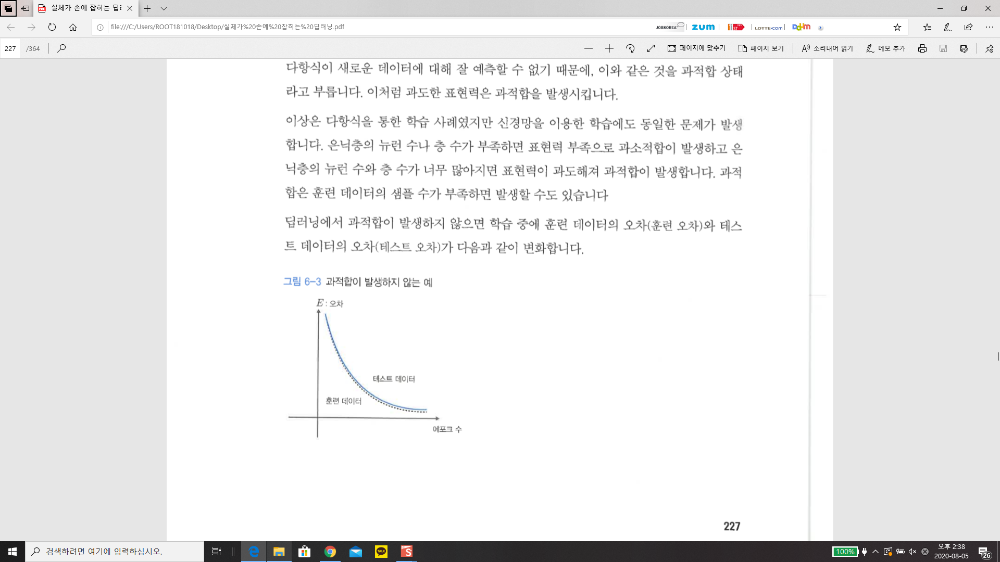 실체가 손에 잡히는 딥러
file:///C:/Users/ROOT181018/Desktop/실체가%20손에%20잡히는%20딥러닝.pdf
JOBKOREA
zum
11ST
LOTTE.COM
Daum
227 /364
페이지에 맞추기
페이지 보기
소리내어 읽기
메모 추가
다항식이 새로운 데이터에 대해 잘 예측할 수 없기 때문에, 이와 같은 것을 과적합 상태
라고 부릅니다. 이처럼 과도한 표현력은 과적합을 발생시킵니다.
이상은 다항식을 통한 학습 사례였지만 신경망을 이용한 학습에도 동일한 문제가 발생
합니다. 은닉층의 뉴런 수나 층 수가 부족하면 표현력 부족으로 과소적합이 발생하고 은
닉층의 뉴런 수와 층 수가 너무 많아지면 표현력이 과도해져 과적합이 발생합니다. 과적
합은 훈련 데이터의 샘플 수가 부족하면 발생할 수도 있습니다
딥러닝에서 과적합이 발생하지 않으면 학습 중에 훈련 데이터의 오차(훈련 오차)와 테스
트 데이터의 오차(테스트 오차)가 다음과 같이 변화합니다.
그림 6-3 과적합이 발생하지 않는 예
E : 오차
테스트 데이터
훈련 데이터
에포크 수
227
검색하려면 여기에 입력하십시오.
TALK
100%
오후 2:38
2020-08-05
26